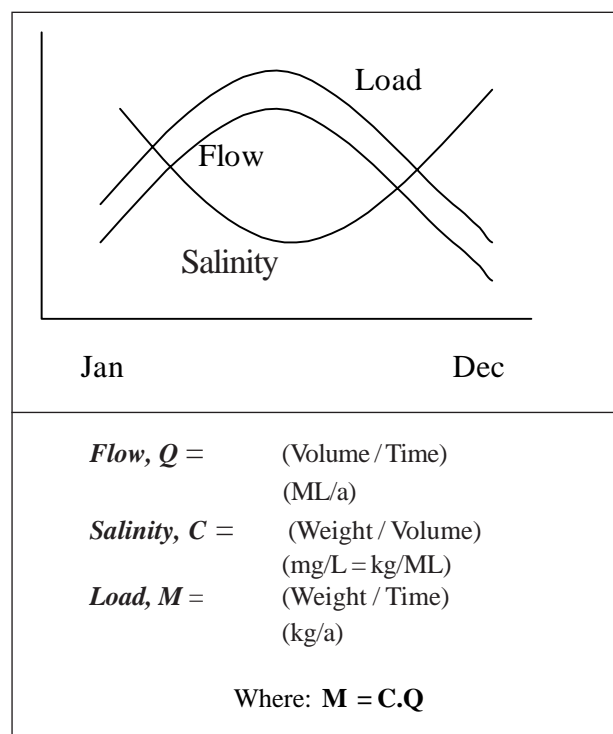 Load
Flow
Salinity
Jan Dec
Flow, Q = (Volume / Time)
(ML/a)
Salinity, C = (Weight / Volume)
(mg/L = kg/ML)
Load, M = (Weight / Time)
(kg/a)
Where: M = C.Q